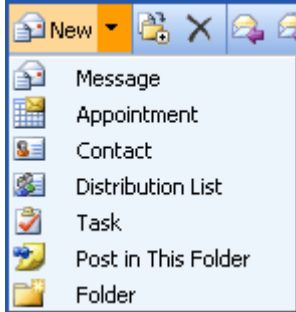 New
Message
Appointment
Contact
Distribution List
Task
Post in This Folder
Folder